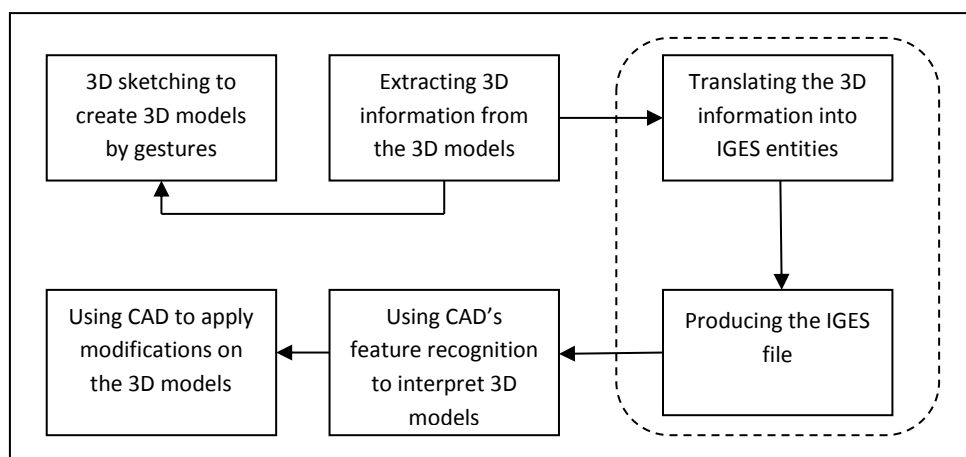 3D sketching to
create 3D models
by gestures
Extracting 3D
information from
the 3D models
Translating the 3D
information into
IGES entities
Using CAD to apply
modifications on
the 3D models
Using CAD's
feature recognition
to interpret 3D
models
Producing the IGES
file